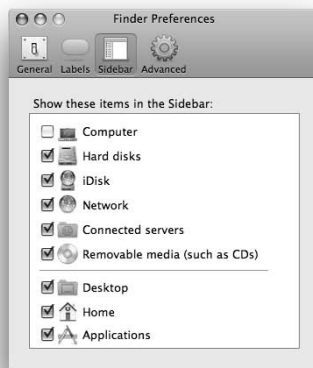 Finder Preferences
General Labels Sidebar Advanced
Show these items in the Sidebar:
Computer
Hard disks
iDisk
Network
Connected servers
Removable media (such as CDs)
Desktop
Home
Applications